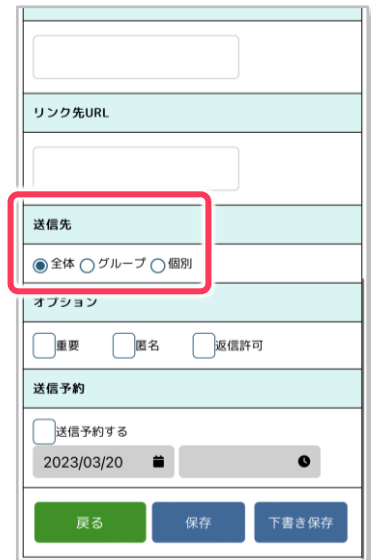 リンク先URL
送信先
全体 グループ 個別
オプション
重要 匿名 返信許可
送信予約
送信予約する
2023/03/20
戻る 保存 下書き保存